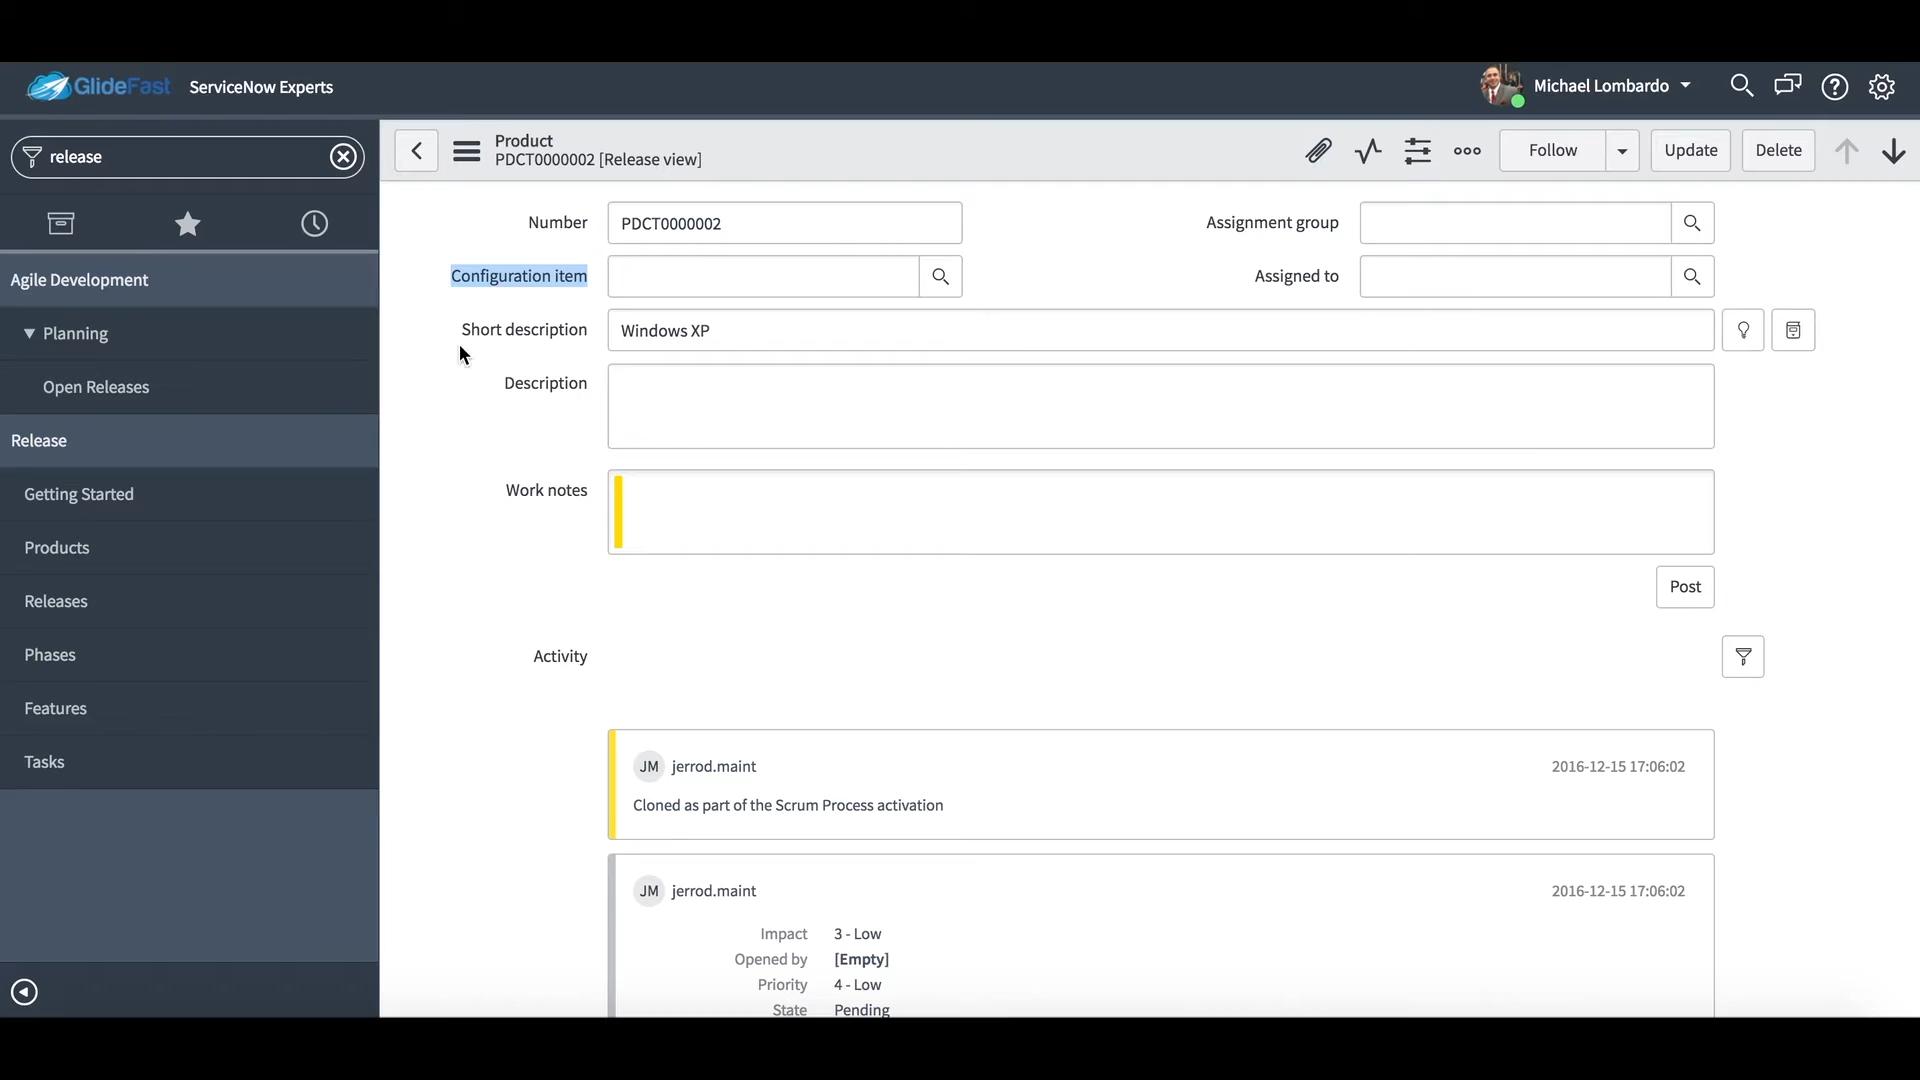 GlideFast ServiceNow Experts
Michael Lombardo
release
Product
PDCT0000002 [Release view]
Follow
Update
Delete
Agile Development
Planning
Open Releases
Release
Getting Started
Products
Releases
Phases
Features
Tasks
Number PDCT0000002
Assignment group
Configuration item
Assigned to
Short description Windows XP
Description
Work notes
Post
Activity
JM jerrod.maint 2016-12-15 17:06:02
Cloned as part of the Scrum Process activation
JM jerrod.maint 2016-12-15 17:06:02
Impact 3 - Low
Opened by [Empty]
Priority 4 - Low
State Pending